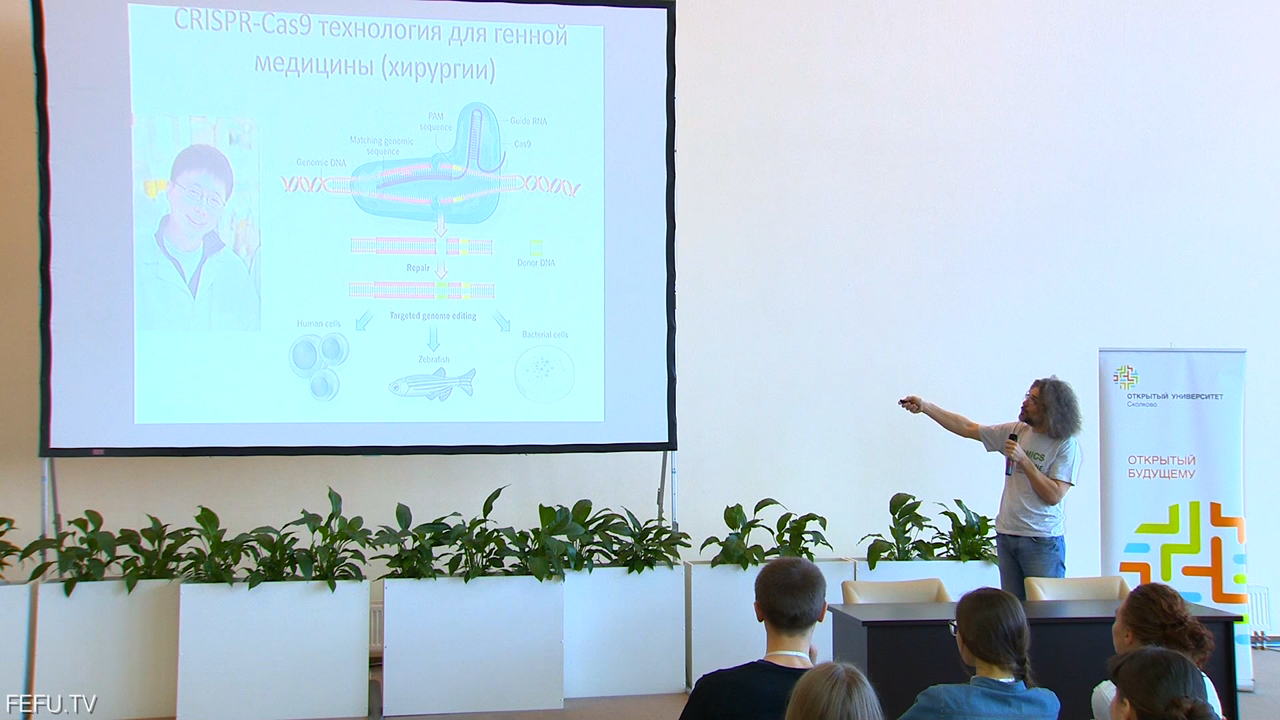 CRISPR-Cas9 технология для генной
медицины (хирургии)
PAM
sequence
Guide RNA
Matching genomic
sequence
Cas9
Genomic DNA
Donor DNA
Repair
Targeted genome editing
Human cells
Bacterial cells
Zebrafish
ОТКРЫТЫЙ УНИВЕРСИТЕТ
Сколково
ОТКРЫТЫЙ
БУДУЩЕМУ
FEFU.TV